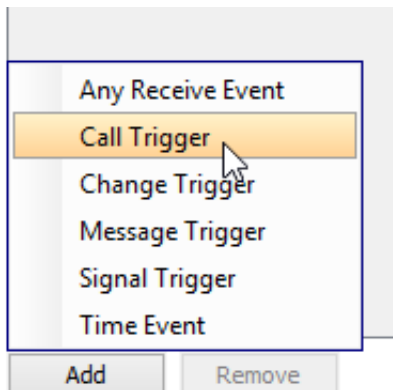 Any Receive Event
Call Trigger
Change Trigger
Message Trigger
Signal Trigger
Time Event
Add Remove